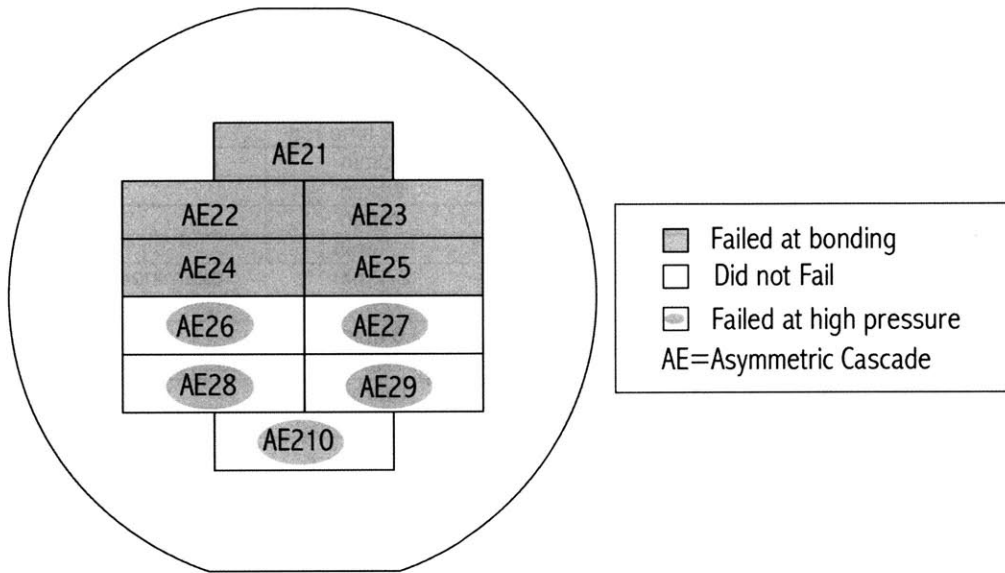 AE21
AE22 AE23
AE24 AE25
AE26 AE27
AE28 AE29
AE210
Failed at bonding
Did not Fail
Failed at high pressure
AE=Asymmetric Cascade